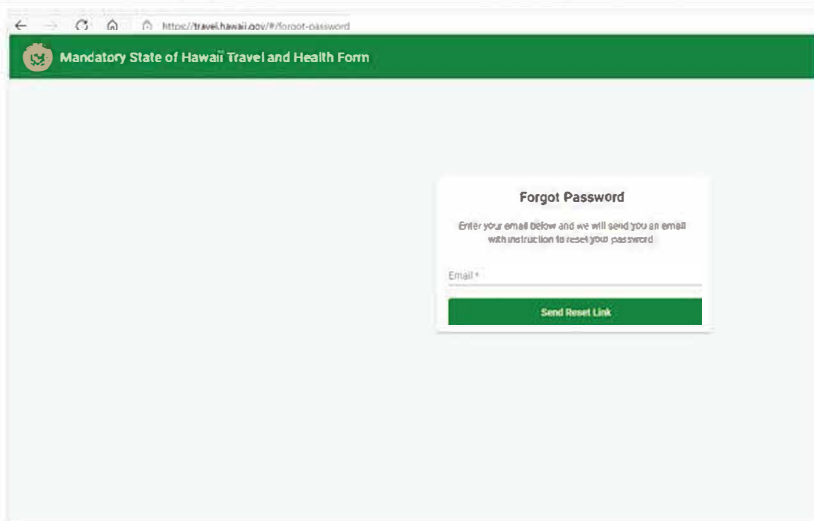 https://travel.hawaii.gov/#/forgot-password
Mandatory State of Hawaii Travel and Health Form
Forgot Password
Enter your email below and we will send you an email
with instruction to reset your password
Email *
Send Reset Link